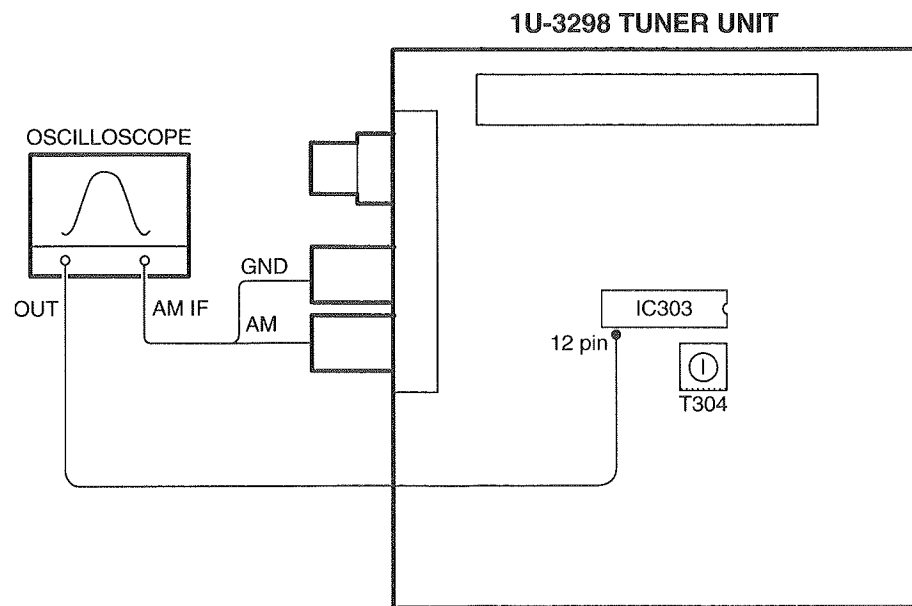 1U-3298 TUNER UNIT
OSCILLOSCOPE
OUT
AM IF
GND
AM
IC303
12 pin
T304